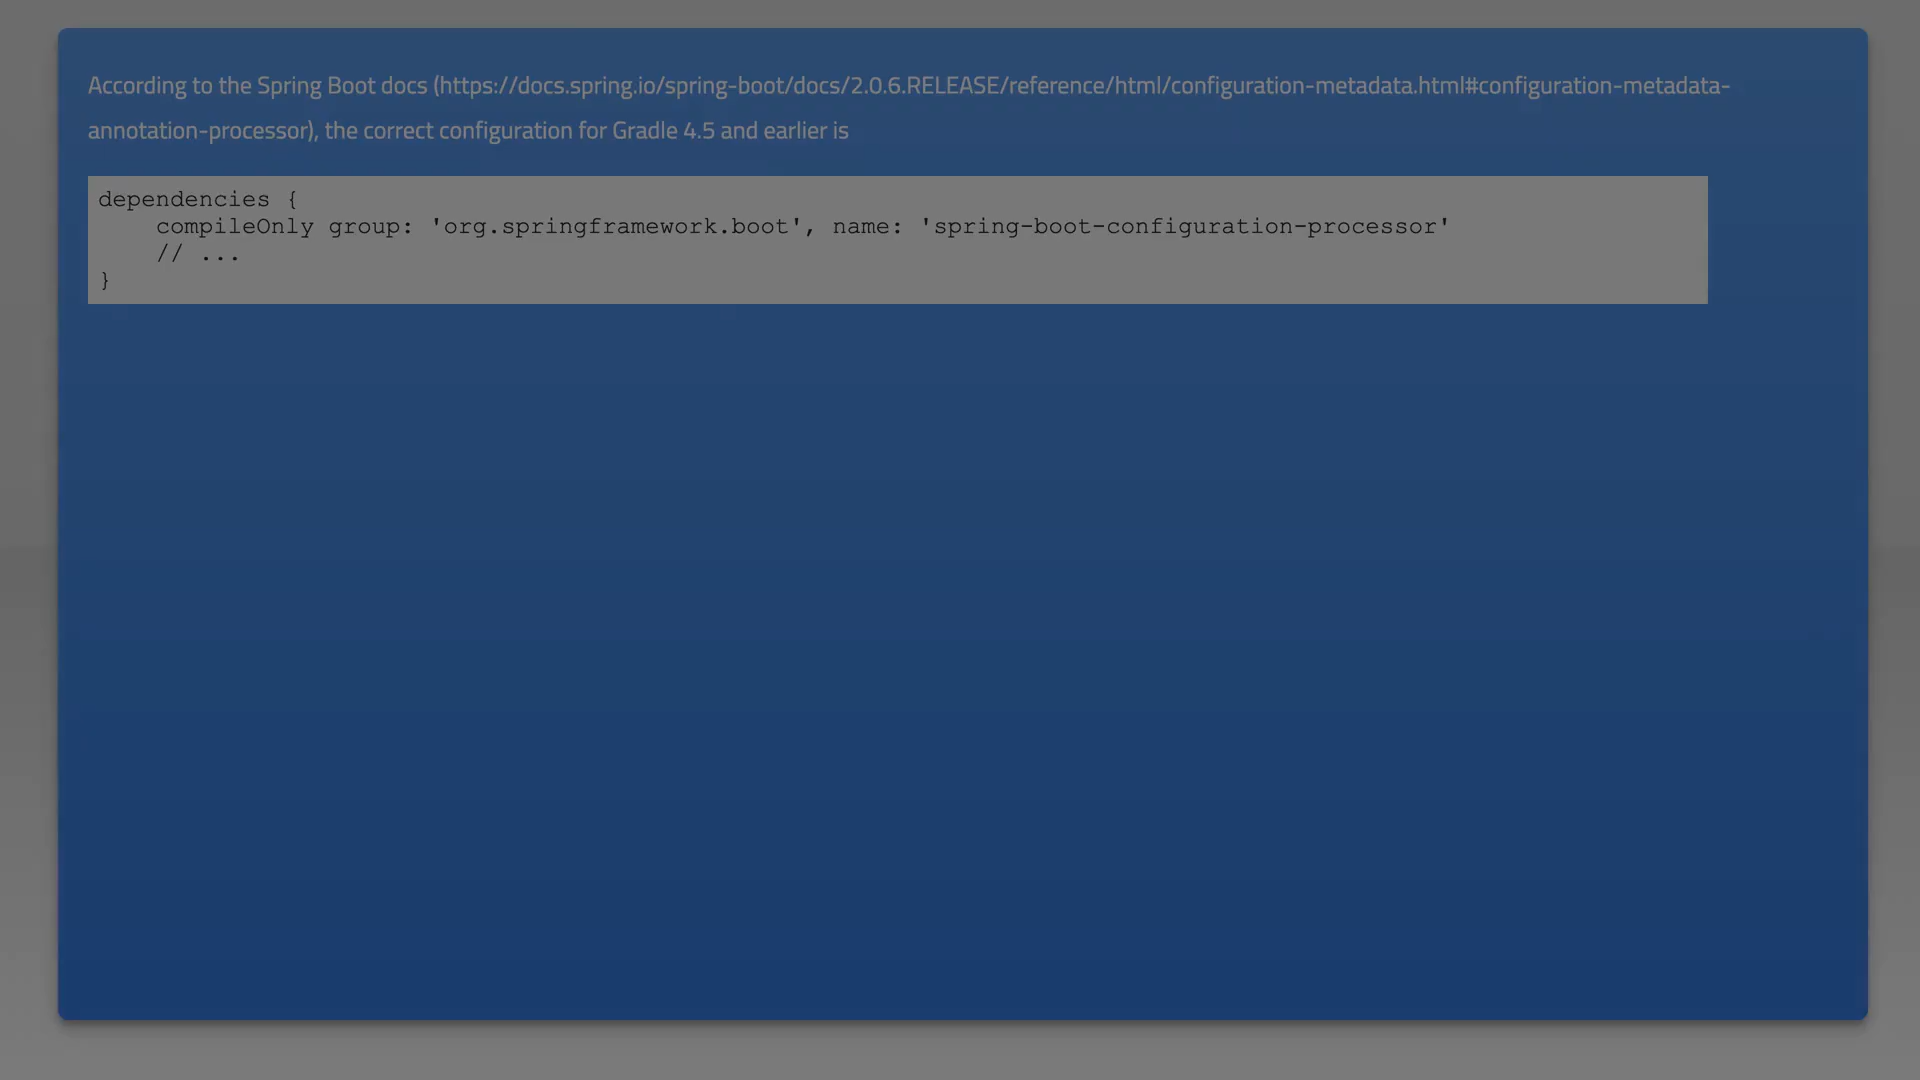 According to the Spring Boot docs (https://docs.spring.io/spring-boot/docs/2.0.6.RELEASE/reference/html/configuration-metadata.html#configuration-metadata-
annotation-processor), the correct configuration for Gradle 4.5 and earlier is
dependencies {
    compileOnly group: 'org.springframework.boot', name: 'spring-boot-configuration-processor'
    // ...
}